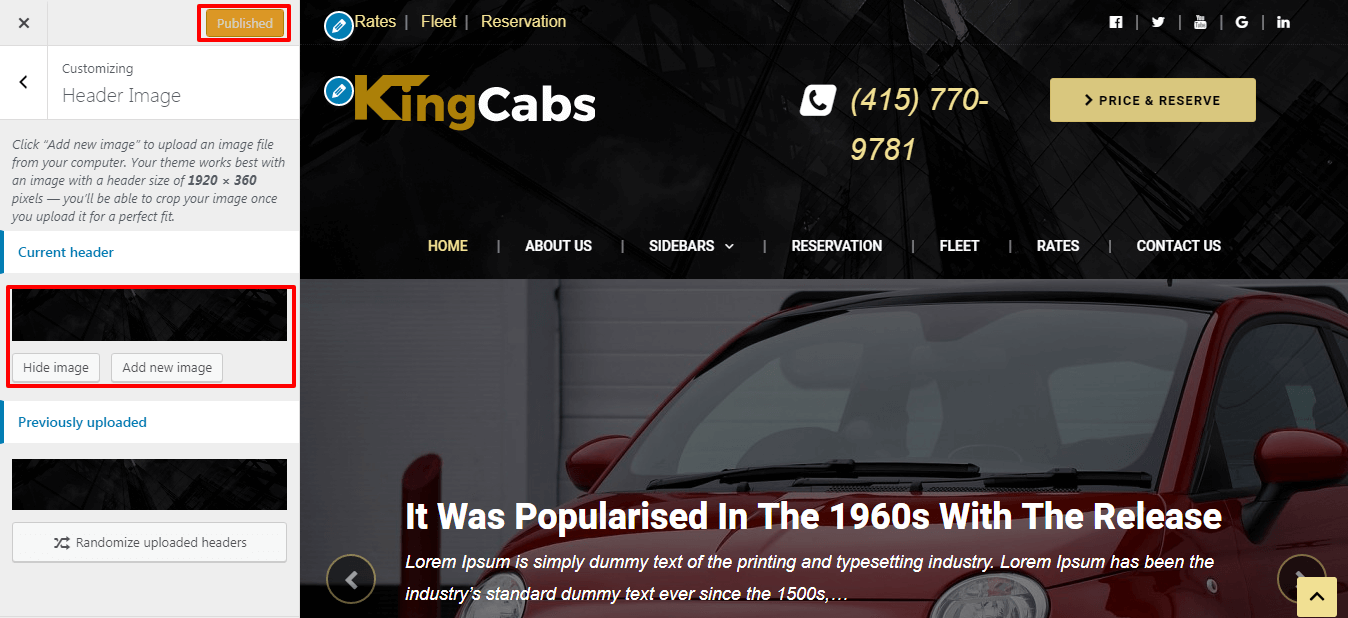 Published
Customizing
Header Image
Click “Add new image” to upload an image file
from your computer. Your theme works best with
an image with a header size of 1920 × 360
pixels — you’ll be able to crop your image once
you upload it for a perfect fit.
Current header
Hide image
Add new image
Previously uploaded
Randomize uploaded headers
Rates | Fleet | Reservation
KingCabs
(415) 770-
9781
PRICE & RESERVE
HOME | ABOUT US | SIDEBARS | RESERVATION | FLEET | RATES | CONTACT US
It Was Popularised In The 1960s With The Release
Lorem Ipsum is simply dummy text of the printing and typesetting industry. Lorem Ipsum has been the
industry’s standard dummy text ever since the 1500s,…